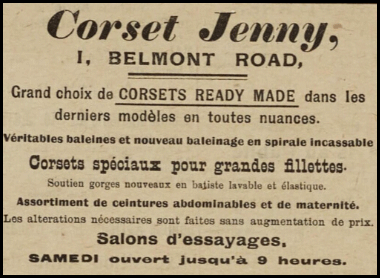 Corset Jenny,
I, BELMONT ROAD,
Grand choix de CORSETS READY MADE dans les
derniers modèles en toutes nuances.
Véritables baleines et nouveau baleinage en spirale incassable
Corsets spéciaux pour grandes fillettes.
Soutien gorges nouveaux en batiste lavable et élastique.
Assortiment de ceintures abdominables et de maternité.
Les alterations nécessaires sont faites sans augmentation de prix.
Salons d'essayages,
SAMEDI ouvert jusqu'à 9 heures.